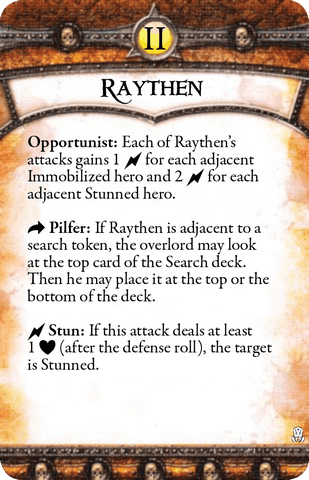 II
RAYTHEN
Opportunist: Each of Raythen's
attacks gains 1 for each adjacent
Immobilized hero and 2 for each
adjacent Stunned hero.
Pilfer: If Raythen is adjacent to a
search token, the overlord may look
at the top card of the Search deck.
Then he may place it at the top or the
bottom of the deck.
Stun: If this attack deals at least
1 (after the defense roll), the target
is Stunned.